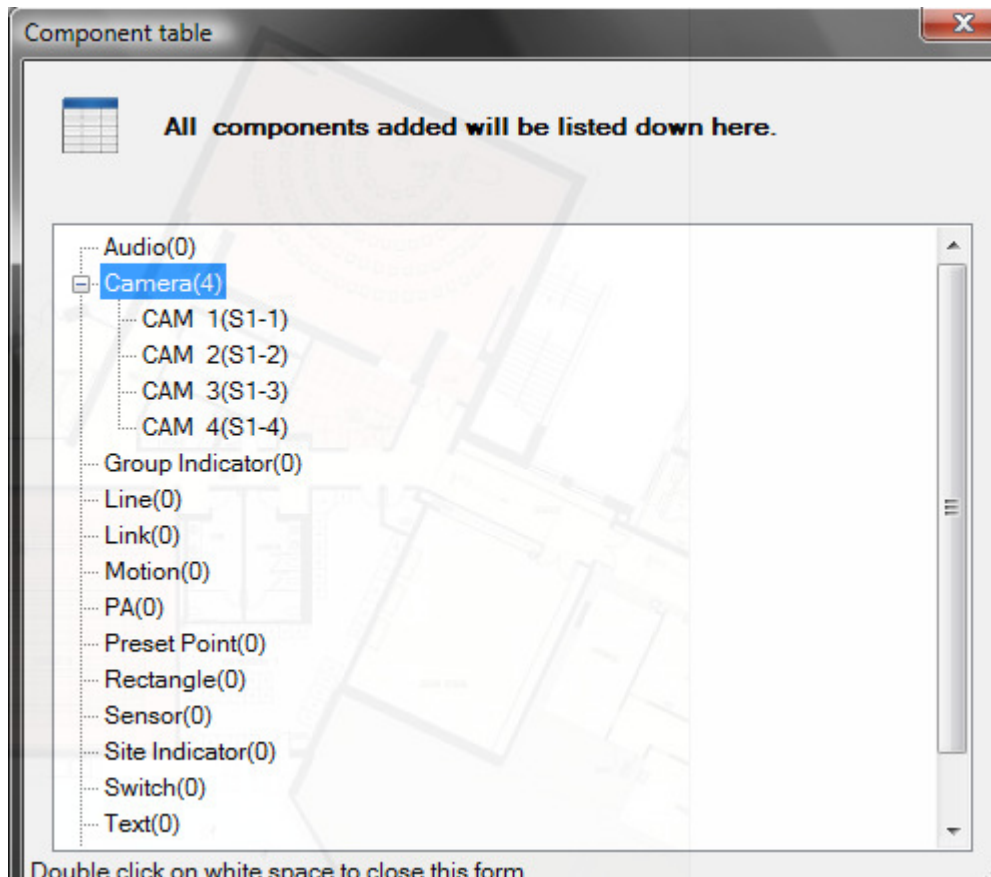 Component table
All components added will be listed down here.
Audio(0)
Camera(4)
CAM 1(S1-1)
CAM 2(S1-2)
CAM 3(S1-3)
CAM 4(S1-4)
Group Indicator(0)
Line(0)
Link(0)
Motion(0)
PA(0)
Preset Point(0)
Rectangle(0)
Sensor(0)
Site Indicator(0)
Switch(0)
Text(0)
Double click on white space to close this form